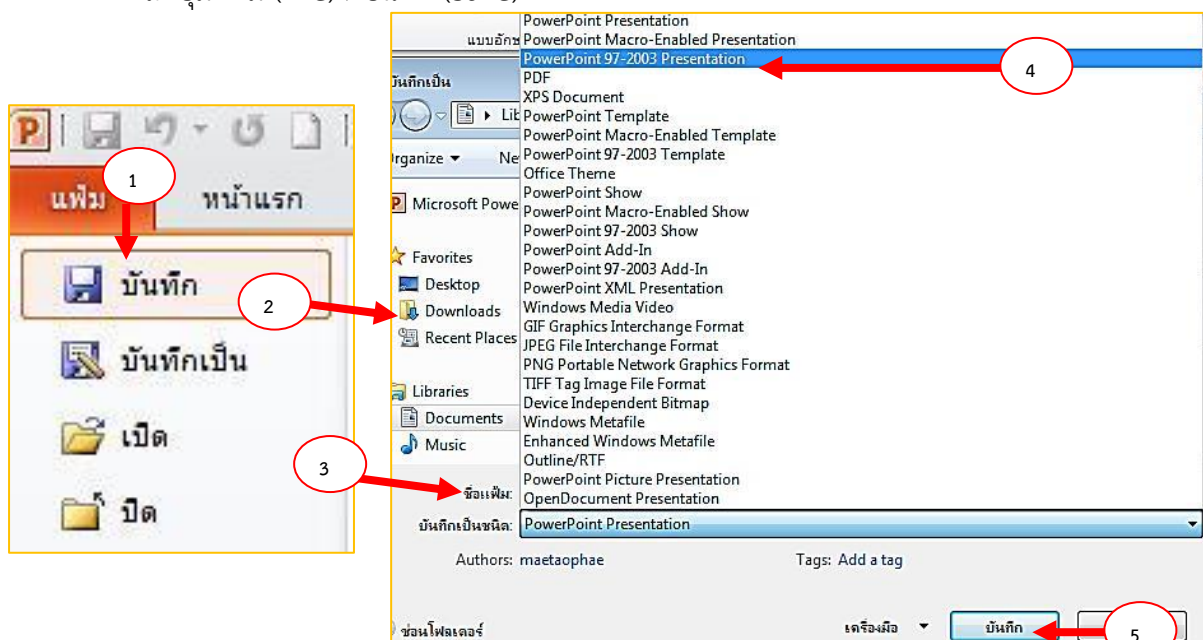 แฟ้ม
หน้าแรก
1
บันทึก
2
บันทึกเป็น
เปิด
ปิด
PowerPoint Presentation
PowerPoint Macro-Enabled Presentation
PowerPoint 97-2003 Presentation
4
PDF
XPS Document
PowerPoint Template
PowerPoint Macro-Enabled Template
PowerPoint 97-2003 Template
Office Theme
PowerPoint Show
PowerPoint Macro-Enabled Show
PowerPoint 97-2003 Show
PowerPoint Add-In
PowerPoint 97-2003 Add-In
PowerPoint XML Presentation
Windows Media Video
GIF Graphics Interchange Format
JPEG File Interchange Format
PNG Portable Network Graphics Format
TIFF Tag Image File Format
Device Independent Bitmap
Windows Metafile
Enhanced Windows Metafile
Outline/RTF
PowerPoint Picture Presentation
OpenDocument Presentation
Microsoft Powe
Favorites
Desktop
Downloads
Recent Places
Libraries
Documents
Music
3
ชื่อแฟ้ม:
บันทึกเป็นชนิด: PowerPoint Presentation
Authors: maetaophae Tags: Add a tag
ซ่อนโฟลเดอร์ เครื่องมือ บันทึก
5